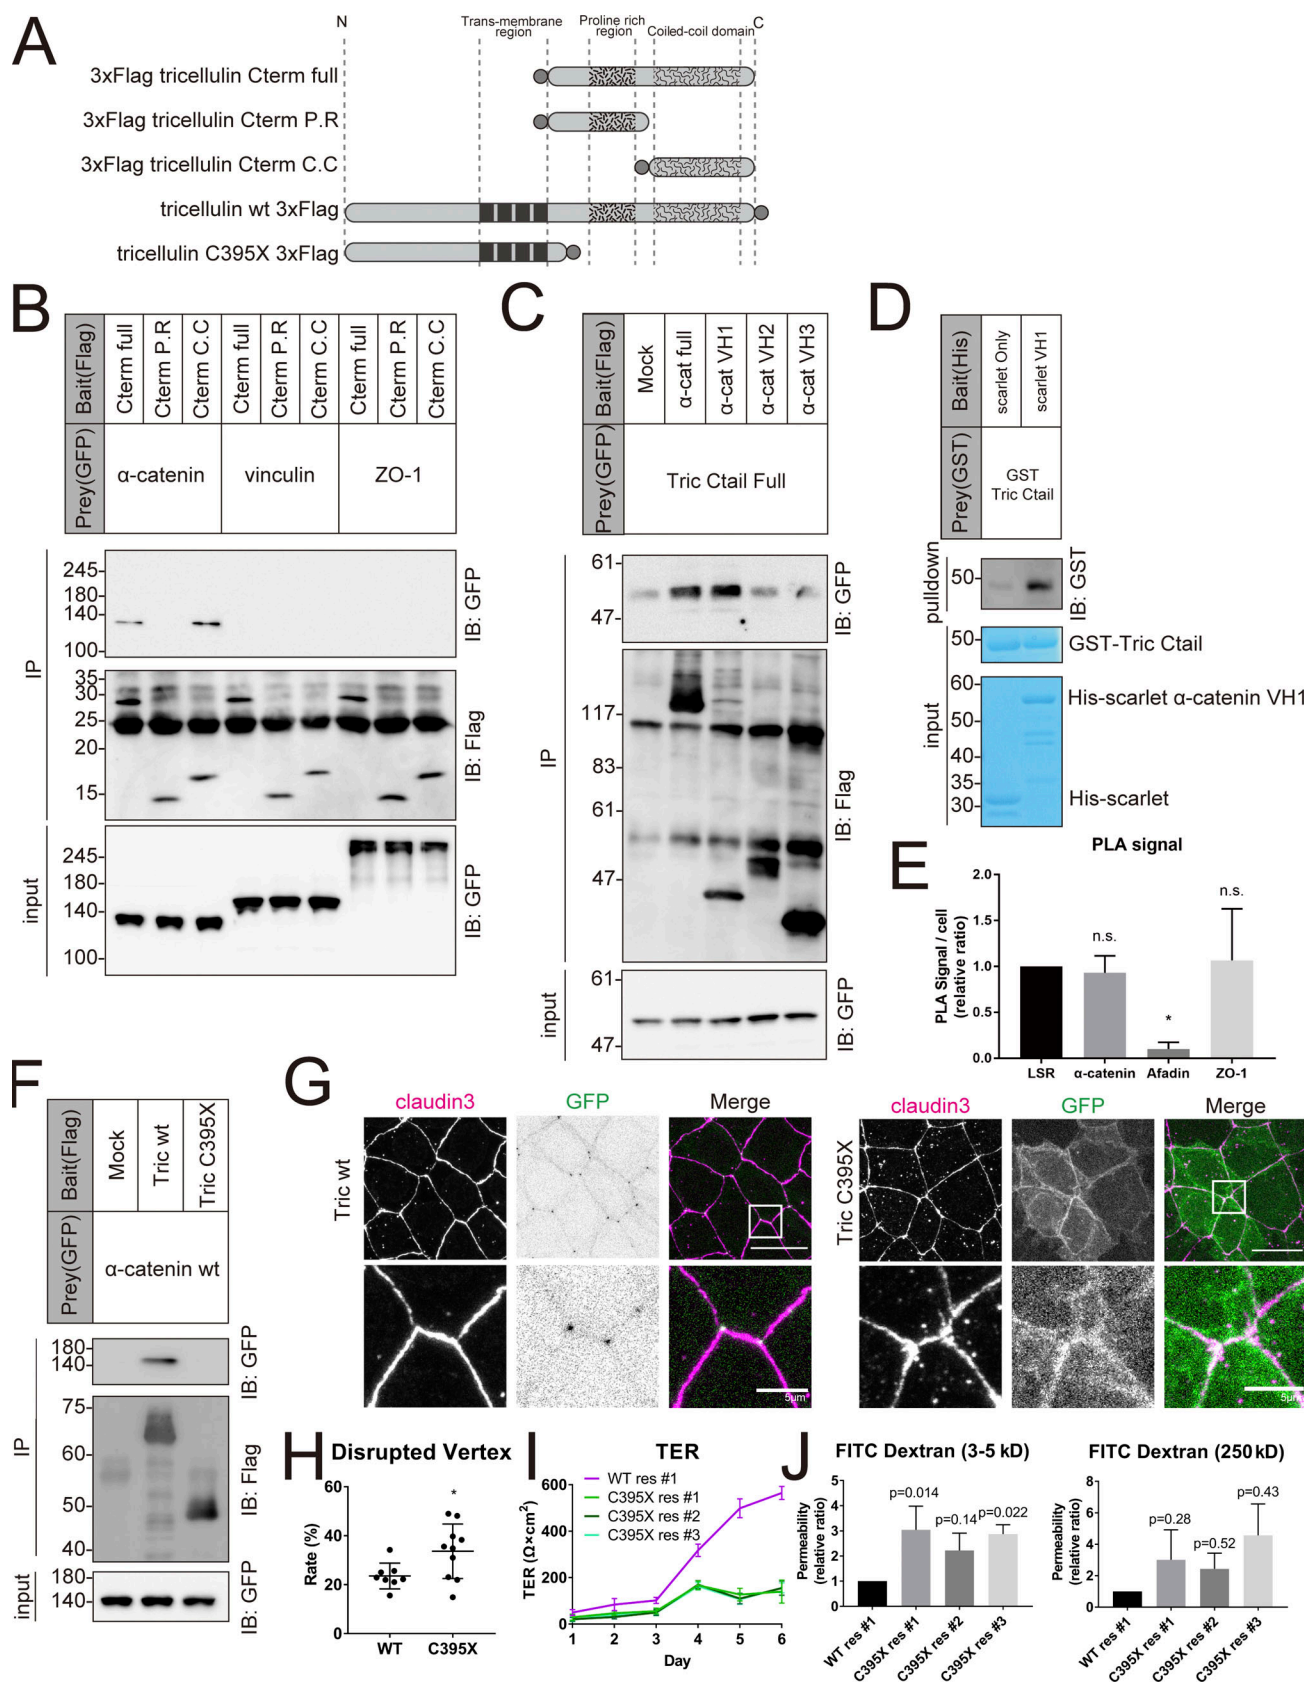 A
N
Trans-membrane
region
Proline rich
region
Coiled-coil domain
C
3xFlag tricellulin Cterm full
3xFlag tricellulin Cterm P.R
3xFlag tricellulin Cterm C.C
tricellulin wt 3xFlag
tricellulin C395X 3xFlag
B
Bait(Flag)
Cterm full
Cterm P.R
Cterm C.C
Cterm full
Cterm P.R
Cterm C.C
Cterm full
Cterm P.R
Cterm C.C
Prey(GFP)
α-catenin
vinculin
ZO-1
IP
245
180
140
100
IB: GFP
35
30
25
20
15
IB: Flag
input
245
180
140
100
IB: GFP
C
Bait(Flag)
Mock
α-cat full
α-cat VH1
α-cat VH2
α-cat VH3
Prey(GFP)
Tric Ctail Full
IP
61
47
IB: GFP
117
83
61
47
IB: Flag
input
61
47
IB: GFP
D
Bait(His)
scarlet Only
scarlet VH1
Prey(GST)
GST
Tric Ctail
pulldown
50
IB: GST
input
50
GST-Tric Ctail
60
50
40
35
30
His-scarlet α-catenin VH1
His-scarlet
E
PLA signal
PLA Signal / cell
(relative ratio)
2.0
1.5
1.0
0.5
0.0
n.s.
*
n.s.
LSR
α-catenin
Afadin
ZO-1
F
Bait(Flag)
Mock
Tric wt
Tric C395X
Prey(GFP)
α-catenin wt
IP
180
140
IB: GFP
75
60
50
40
IB: Flag
input
180
140
IB: GFP
G
claudin3
GFP
Merge
Tric wt
5μm
claudin3
GFP
Merge
Tric C395X
5μm
H
Disrupted Vertex
Rate (%)
60
40
20
0
*
WT
C395X
I
TER
TER (Ω×cm²)
600
400
200
0
WT res #1
C395X res #1
C395X res #2
C395X res #3
1
2
3
4
5
6
Day
J
FITC Dextran (3-5 kD)
Permeability
(relative ratio)
5
4
3
2
1
0
p=0.014
p=0.14
p=0.022
WT res #1
C395X res #1
C395X res #2
C395X res #3
FITC Dextran (250kD)
Permeability
(relative ratio)
8
6
4
2
0
p=0.28
p=0.52
p=0.43
WT res #1
C395X res #1
C395X res #2
C395X res #3